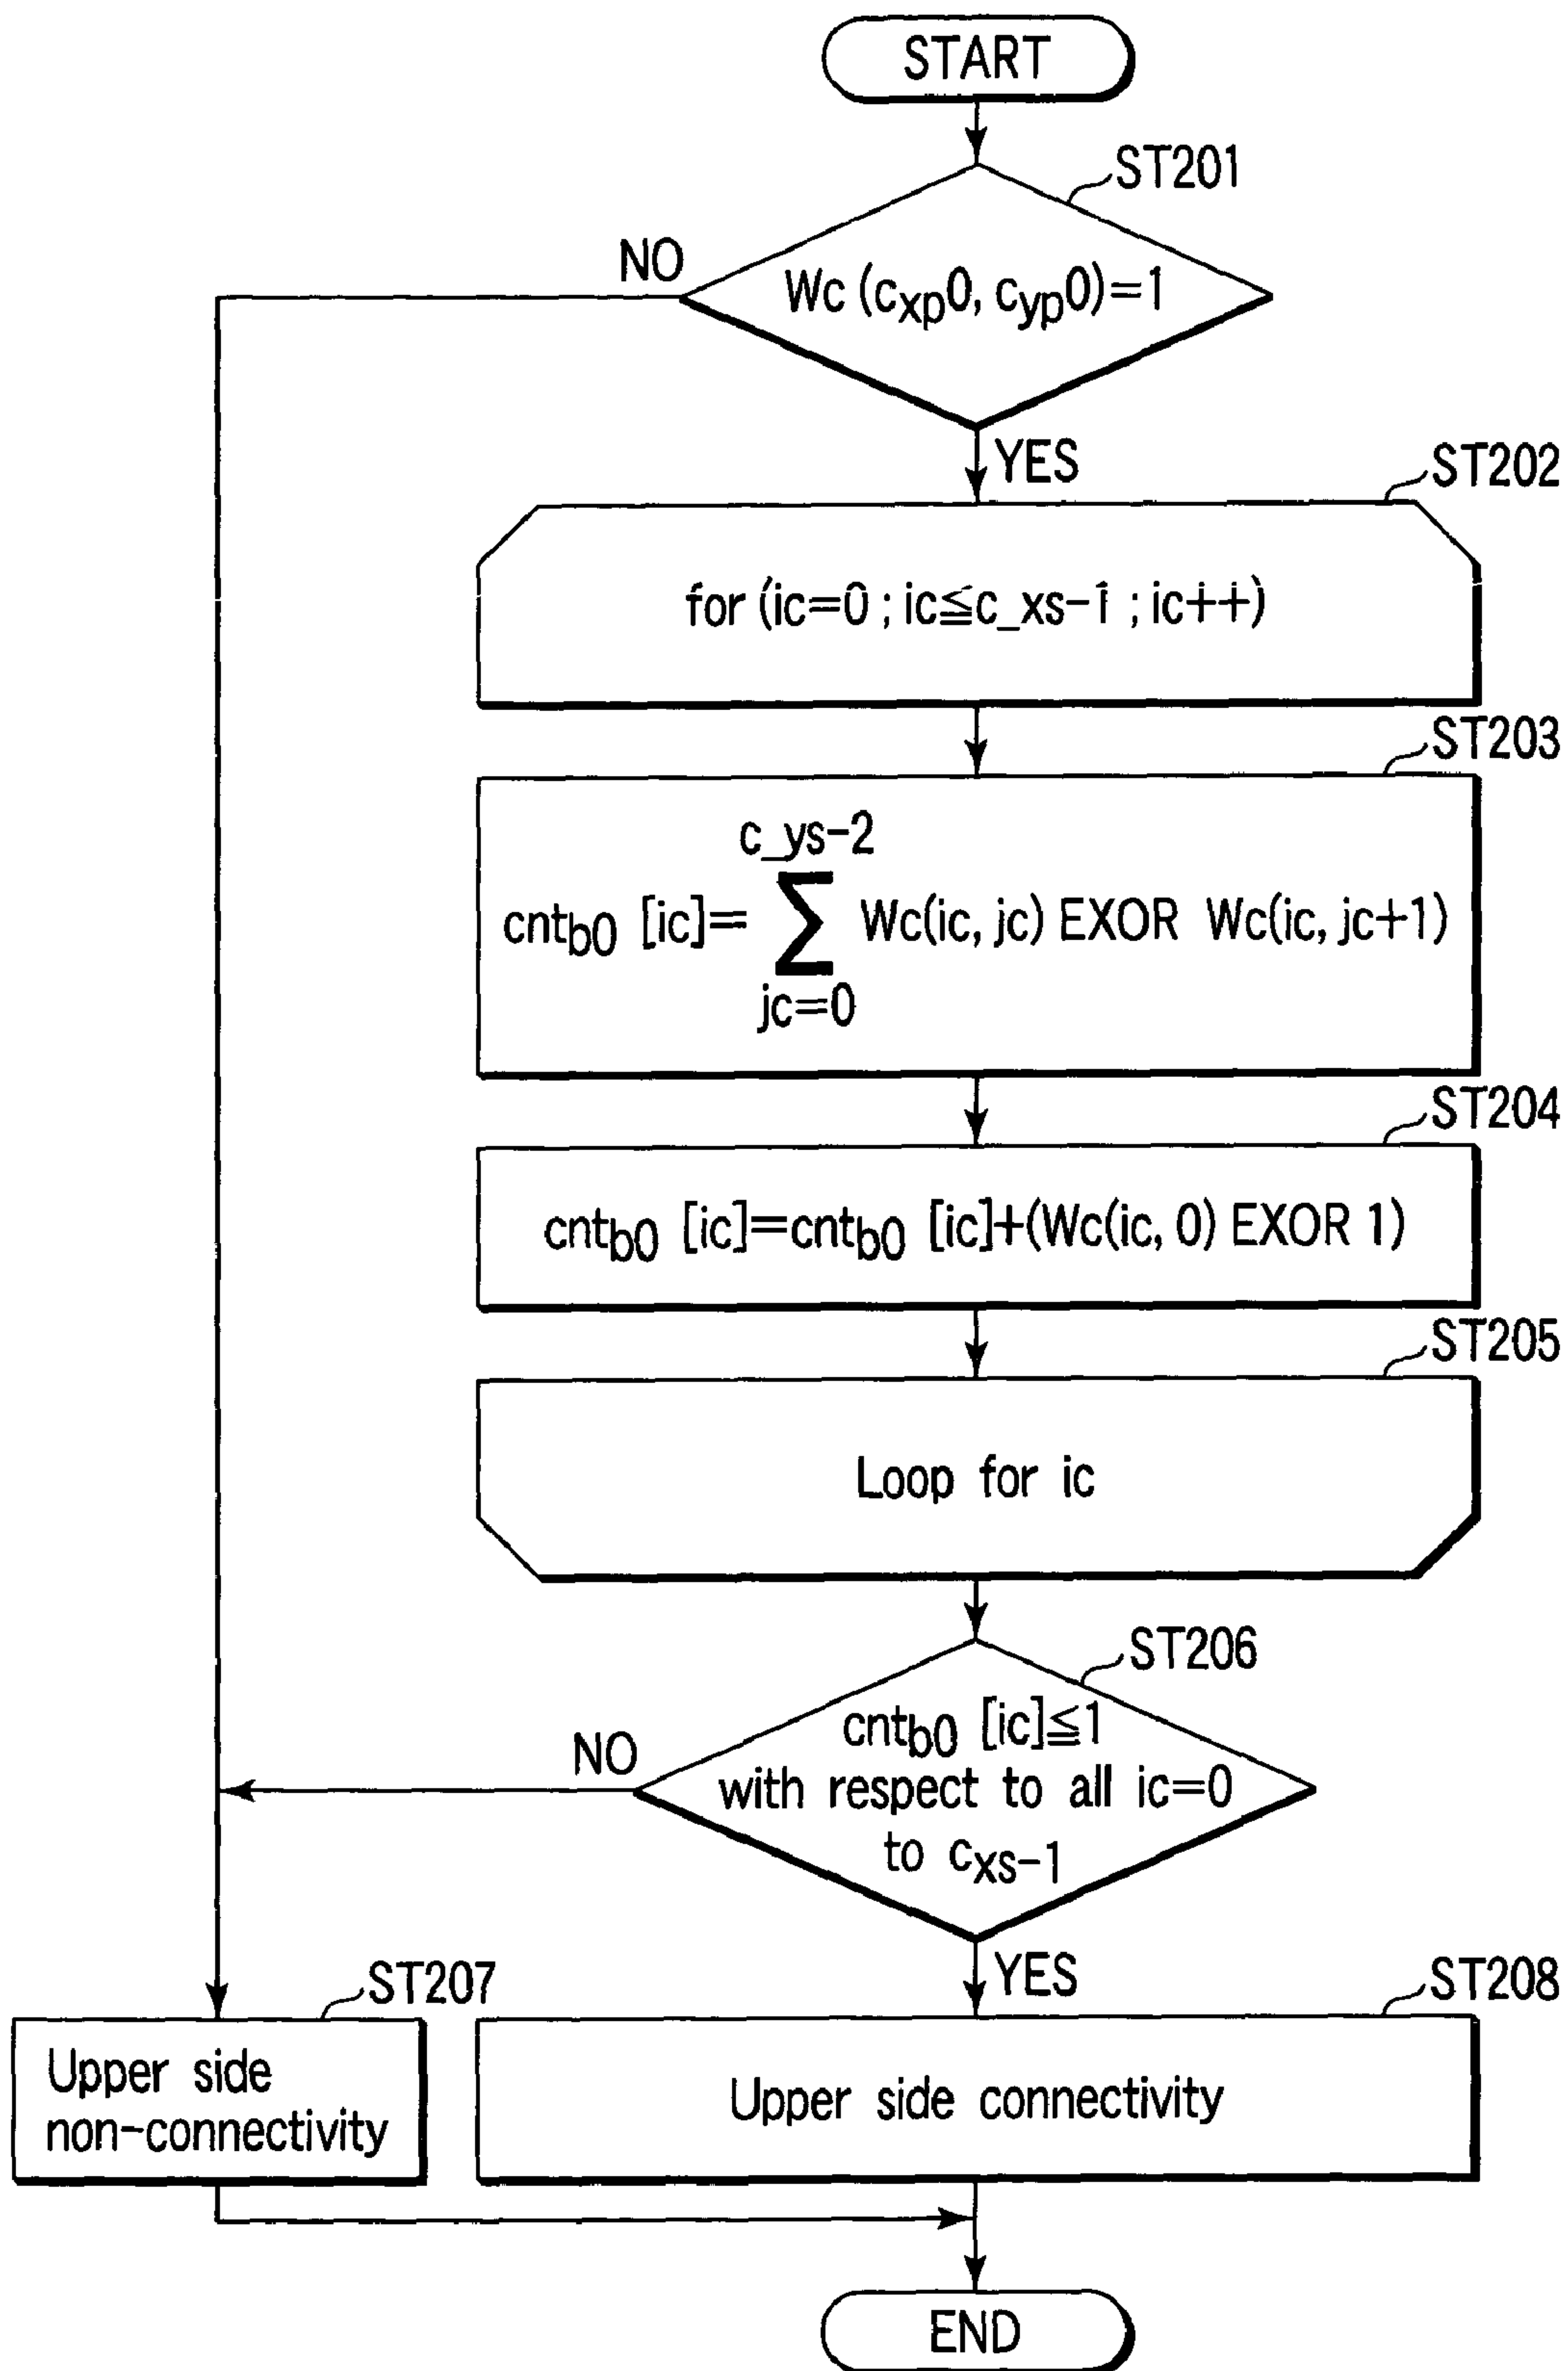 START
ST201
NO
Wc (cxp0, cyp0)=1
YES
ST202
for (ic=0 ; ic≦c_xs-1 ; ic++)
ST203
c_ys-2
cntb0 [ic]= ∑ Wc(ic, jc) EXOR Wc(ic, jc+1)
jc=0
ST204
cntb0 [ic]=cntb0 [ic]+(Wc(ic, 0) EXOR 1)
ST205
Loop for ic
ST206
NO
cntb0 [ic]≦1
with respect to all ic=0
to cxs-1
YES
ST207
ST208
Upper side
non-connectivity
Upper side connectivity
END